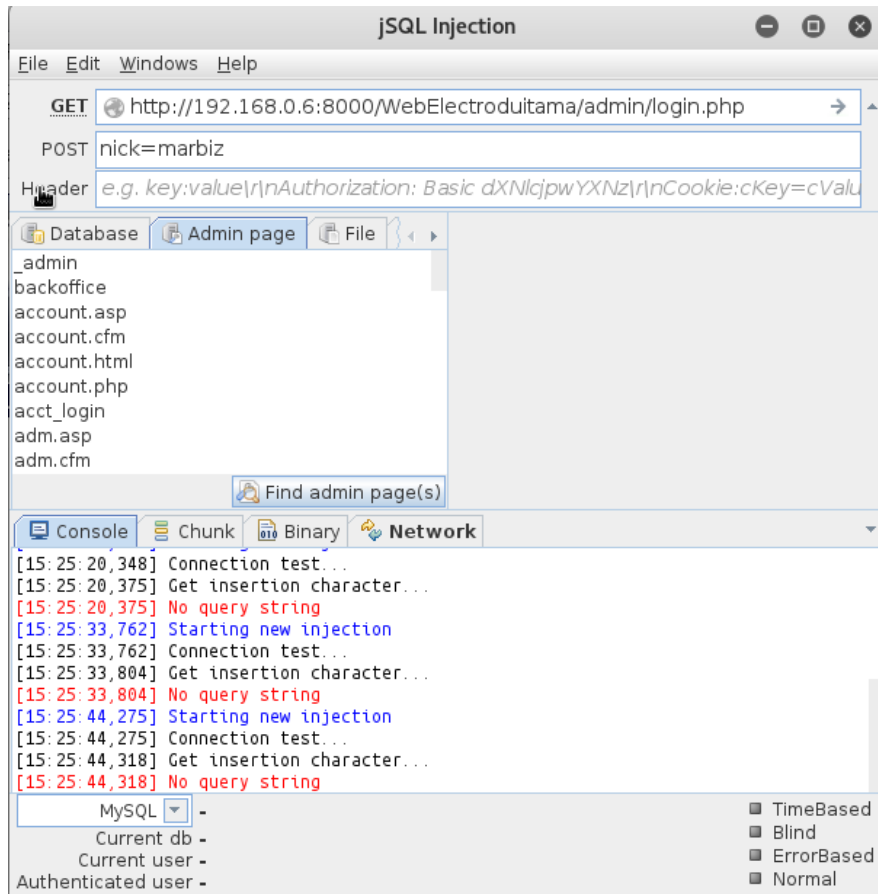 jSQL Injection
File Edit Windows Help
GET http://192.168.0.6:8000/WebElectroduitama/admin/login.php
POST nick=marbiz
Header e.g. key:value\r\nAuthorization: Basic dXNlcjpwYXNz\r\nCookie:cKey=cValu
Database Admin page File
_admin
backoffice
account.asp
account.cfm
account.html
account.php
acct_login
adm.asp
adm.cfm
Find admin page(s)
Console Chunk Binary Network
[15:25:20,348] Connection test...
[15:25:20,375] Get insertion character...
[15:25:20,375] No query string
[15:25:33,762] Starting new injection
[15:25:33,762] Connection test...
[15:25:33,804] Get insertion character...
[15:25:33,804] No query string
[15:25:44,275] Starting new injection
[15:25:44,275] Connection test...
[15:25:44,318] Get insertion character...
[15:25:44,318] No query string
MySQL -
Current db -
Current user -
Authenticated user -
TimeBased
Blind
ErrorBased
Normal